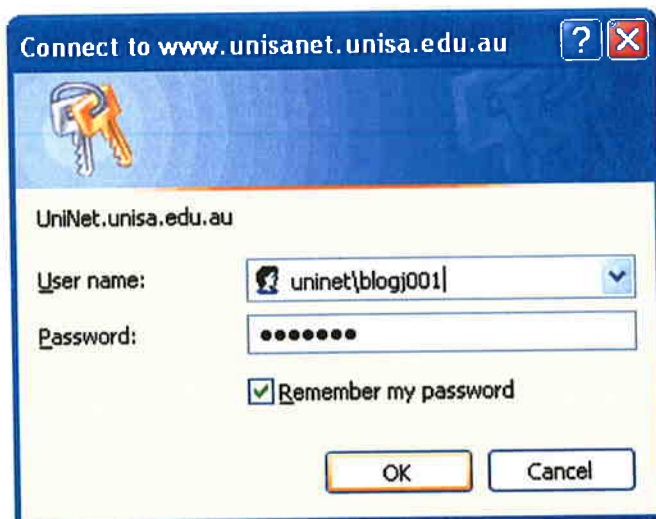 Connect to www.unisanet.unisa.edu.au ?
UniNet.unisa.edu.au
User name: uninet\blogj001
Password: ●●●●●●●
Remember my password
OK Cancel